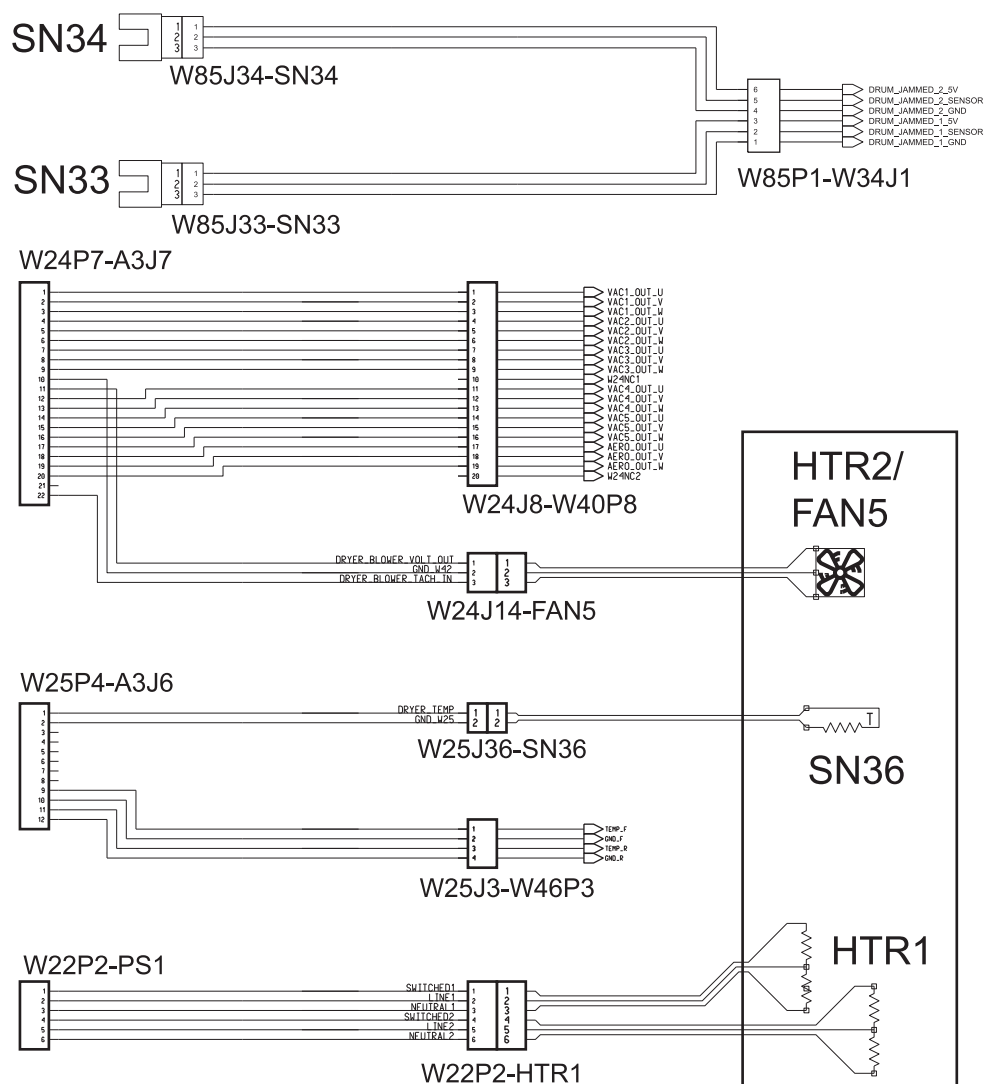 SN34
1 1
2 2
3 3
W85J34-SN34
6 DRUM_JAMMED_2_5V
5 DRUM_JAMMED_2_SENSOR
4 DRUM_JAMMED_2_GND
3 DRUM_JAMMED_1_5V
2 DRUM_JAMMED_1_SENSOR
1 DRUM_JAMMED_1_GND
W85P1-W34J1
SN33
1 1
2 2
3 3
W85J33-SN33
W24P7-A3J7
1 1 VAC1_OUT_U
2 2 VAC1_OUT_V
3 3 VAC1_OUT_W
4 4 VAC2_OUT_U
5 5 VAC2_OUT_V
6 6 VAC2_OUT_W
7 7 VAC3_OUT_U
8 8 VAC3_OUT_V
9 9 VAC3_OUT_W
10 10 W24NC1
11 11 VAC4_OUT_U
12 12 VAC4_OUT_V
13 13 VAC4_OUT_W
14 14 VAC5_OUT_U
15 15 VAC5_OUT_V
16 16 VAC5_OUT_W
17 17 AERO_OUT_U
18 18 AERO_OUT_V
19 19 AERO_OUT_W
20 20 W24NC2
21
22
W24J8-W40P8
HTR2/
FAN5
DRYER_BLOWER_VOLT_OUT 1 1
GND_W42 2 2
DRYER_BLOWER_TACH_IN 3 3
W24J14-FAN5
W25P4-A3J6
1 DRYER_TEMP 1 1
2 GND_W25 2 2
3
4
5
6
7
8
9
10
11
12
W25J36-SN36
T
SN36
1 TEMP_F
2 GND_F
3 TEMP_R
4 GND_R
W25J3-W46P3
HTR1
W22P2-PS1
1 SWITCHED1 1 1
2 LINE1 2 2
3 NEUTRAL1 3 3
4 SWITCHED2 4 4
5 LINE2 5 5
6 NEUTRAL2 6 6
W22P2-HTR1